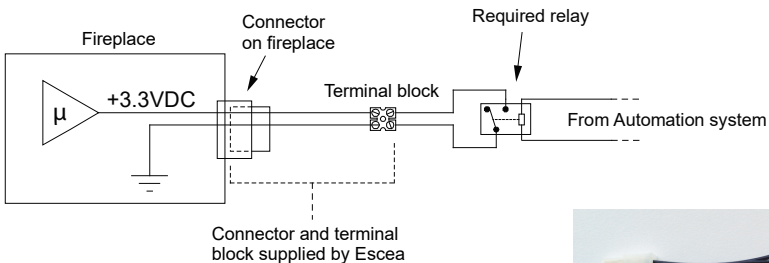 Required relay
Connector
on fireplace
Fireplace
+3.3VDC
Terminal block
µ
From Automation system
Connector and terminal
block supplied by Escea